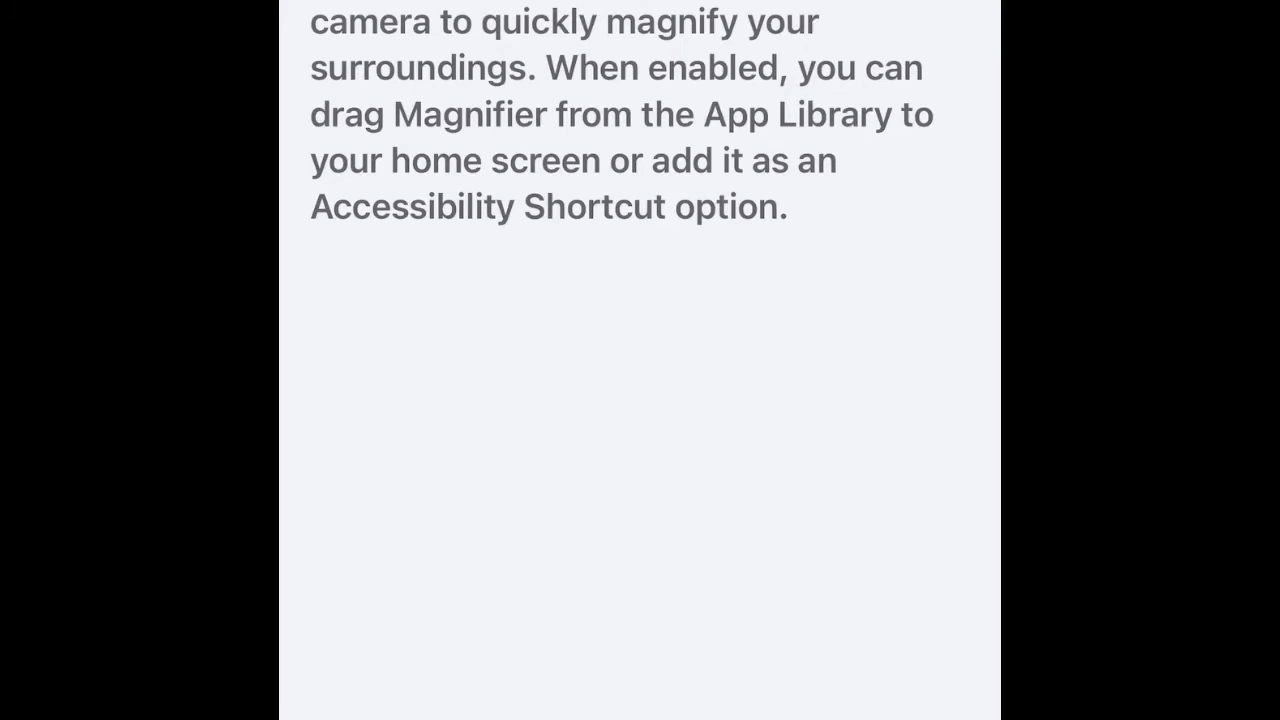 camera to quickly magnify your
surroundings. When enabled, you can
drag Magnifier from the App Library to
your home screen or add it as an
Accessibility Shortcut option.